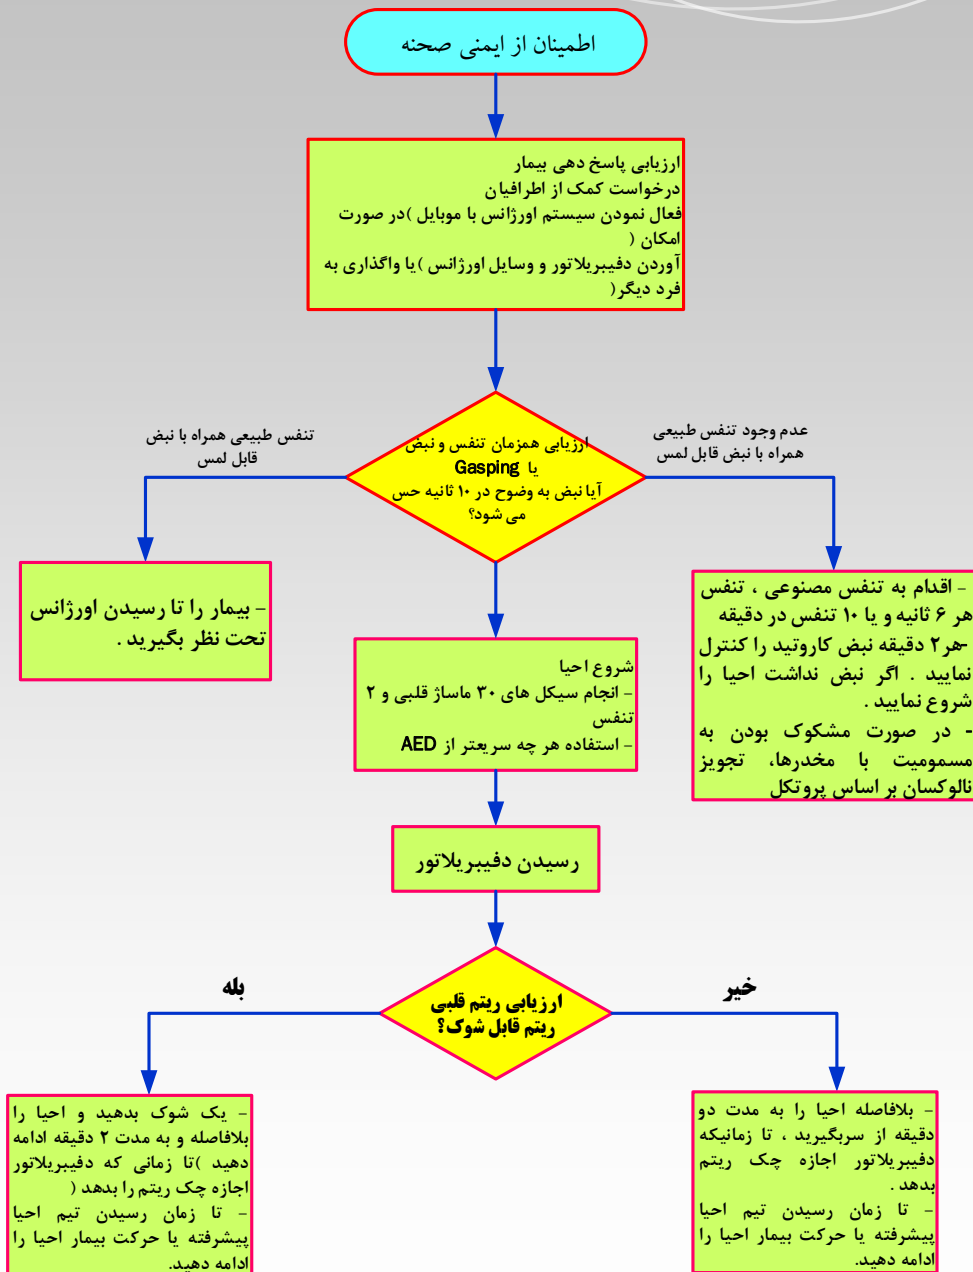 اطمینان از ایمنی صحنه
ارزیابی پاسخ دهی بیمار
درخواست کمک از اطرافیان
فعال نمودن سیستم اورژانس با موبایل )در صورت
امکان (
آوردن دفیبریلاتور و وسایل اورژانس )یا واگذاری به
فرد دیگر(
عدم وجود تنفس طبیعی
همراه با نبض قابل لمس
ارزیابی همزمان تنفس و نبض
یا Gasping
آیا نبض به وضوح در ۱۰ ثانیه حس
می شود؟
تنفس طبیعی همراه با نبض
قابل لمس
- اقدام به تنفس مصنوعی ، تنفس
هر ۶ ثانیه و یا ۱۰ تنفس در دقیقه
-هر۲ دقیقه نبض کاروتید را کنترل
نمایید . اگر نبض نداشت احیا را
شروع نمایید .
- در صورت مشکوک بودن به
مسمومیت با مخدرها، تجویز
نالوکسان بر اساس پروتکل
- بیمار را تا رسیدن اورژانس
تحت نظر بگیرید .
شروع احیا
- انجام سیکل های ۳۰ ماساژ قلبی و ۲
تنفس
- استفاده هر چه سریعتر از AED
رسیدن دفیبریلاتور
ارزیابی ریتم قلبی
ریتم قابل شوک؟
خیر
بله
- بلافاصله احیا را به مدت دو
دقیقه از سربگیرید ، تا زمانیکه
دفیبریلاتور اجازه چک ریتم
بدهد .
- تا زمان رسیدن تیم احیا
پیشرفته یا حرکت بیمار احیا را
ادامه دهید.
- یک شوک بدهید و احیا را
بلافاصله و به مدت ۲ دقیقه ادامه
دهید )تا زمانی که دفیبریلاتور
اجازه چک ریتم را بدهد (
- تا زمان رسیدن تیم احیا
پیشرفته یا حرکت بیمار احیا را
ادامه دهید.